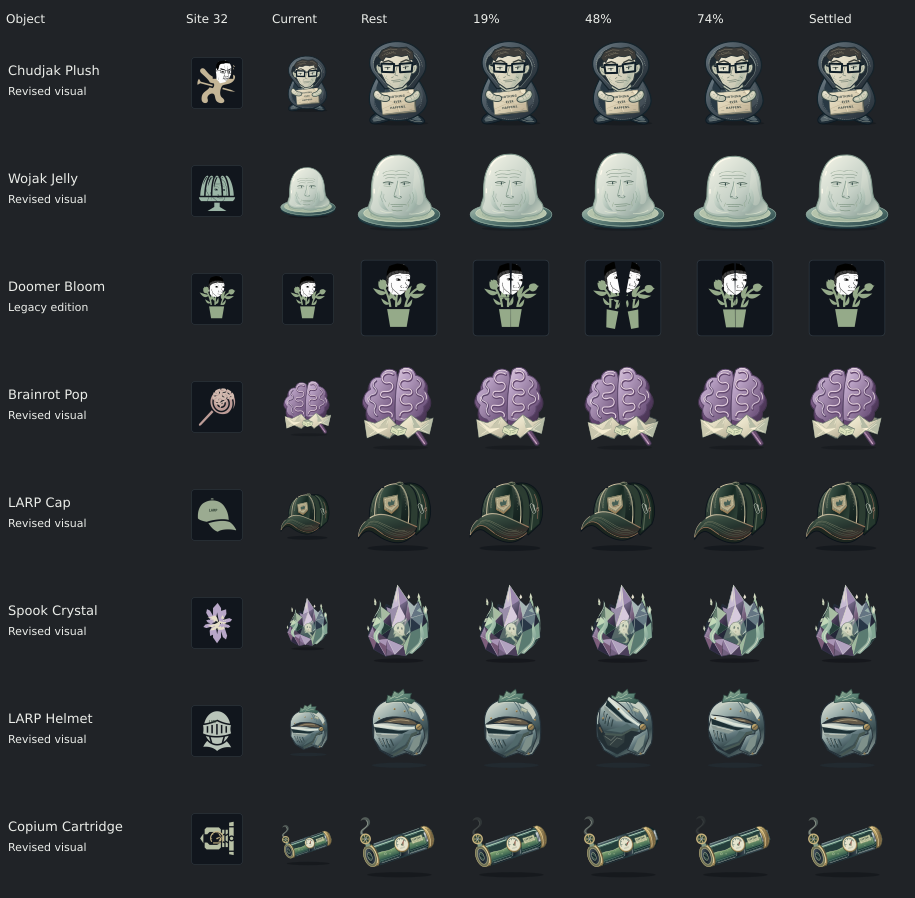 Object Site 32 Current Rest 19% 48% 74% Settled
Chudjak Plush
Revised visual
Wojak Jelly
Revised visual
Doomer Bloom
Legacy edition
Brainrot Pop
Revised visual
LARP Cap
Revised visual
LARP
Spook Crystal
Revised visual
LARP Helmet
Revised visual
Copium Cartridge
Revised visual